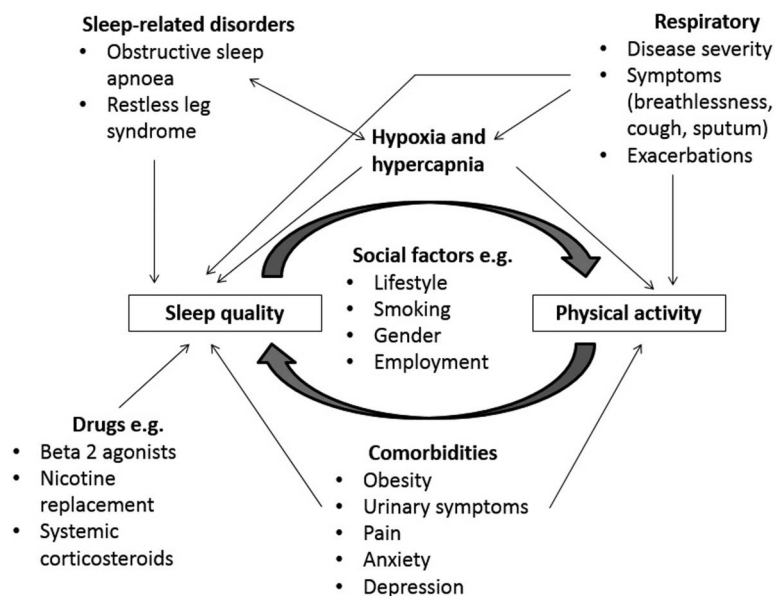 Sleep-related disorders
• Obstructive sleep
apnoea
• Restless leg
syndrome
Respiratory
• Disease severity
• Symptoms
(breathlessness,
cough, sputum)
• Exacerbations
Hypoxia and
hypercapnia
Social factors e.g.
• Lifestyle
• Smoking
• Gender
• Employment
Sleep quality
Physical activity
Drugs e.g.
• Beta 2 agonists
• Nicotine
replacement
• Systemic
corticosteroids
Comorbidities
• Obesity
• Urinary symptoms
• Pain
• Anxiety
• Depression